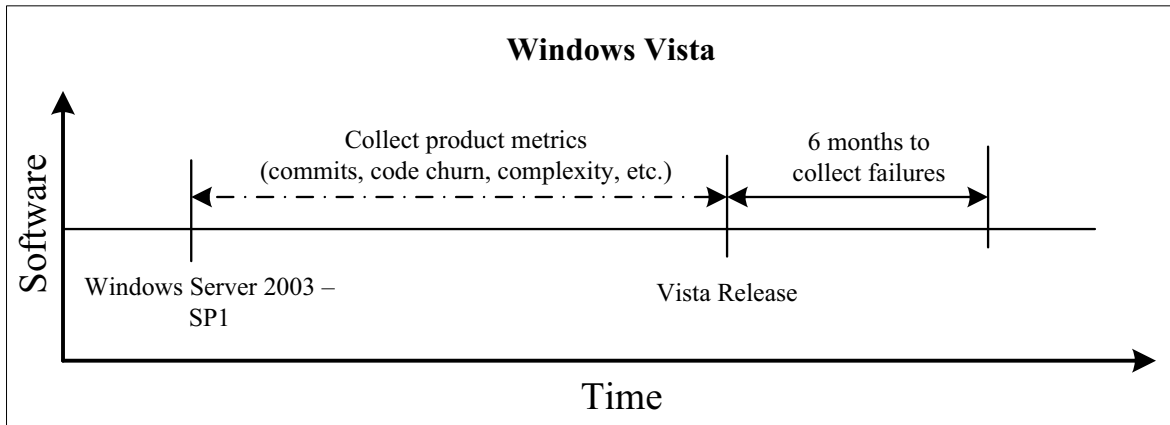 Windows Vista
Collect product metrics
(commits, code churn, complexity, etc.)
6 months to
collect failures
Software
Windows Server 2003 –
SP1
Vista Release
Time